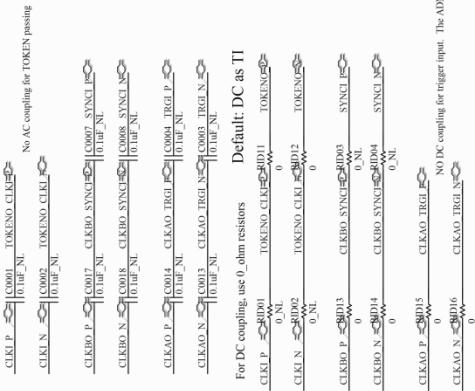 No AC coupling for TOKEN passing
CLKI_P C0001 0.1uF_NL TOKENO_CLKI_P
CLKI_N C0002 0.1uF_NL TOKENO_CLKI_
CLKBO_P C0017 0.1uF_NL CLKBO_SYNCI_P C0007 0.1uF_NL SYNCI_P
CLKBO_N C0018 0.1uF_NL CLKBO_SYNCI_N C0008 0.1uF_NL SYNCI_N
CLKAO_P C0014 0.1uF_NL CLKAO_TRGI_P C0004 0.1uF_NL TRGI_P
CLKAO_N C0013 0.1uF_NL CLKAO_TRGI_N C0003 0.1uF_NL TRGI_N
For DC coupling, use 0_ohm resistors
Default: DC as TI
CLKI_P RID01 0_NL TOKENO_CLKI_P RID11 0 TOKENO_P
CLKI_N RID02 0_NL TOKENO_CLKI_N RID12 0 TOKENO_N
CLKBO_P RID13 0 CLKBO_SYNCI_P RID03 0_NL SYNCI_P
CLKBO_N RID14 0 CLKBO_SYNCI_N RID04 0_NL SYNCI_N
CLKAO_P RID15 0 CLKAO_TRGI_P
CLKAO_N RID16 0 CLKAO_TRGI_N
NO DC coupling for trigger input. The AD